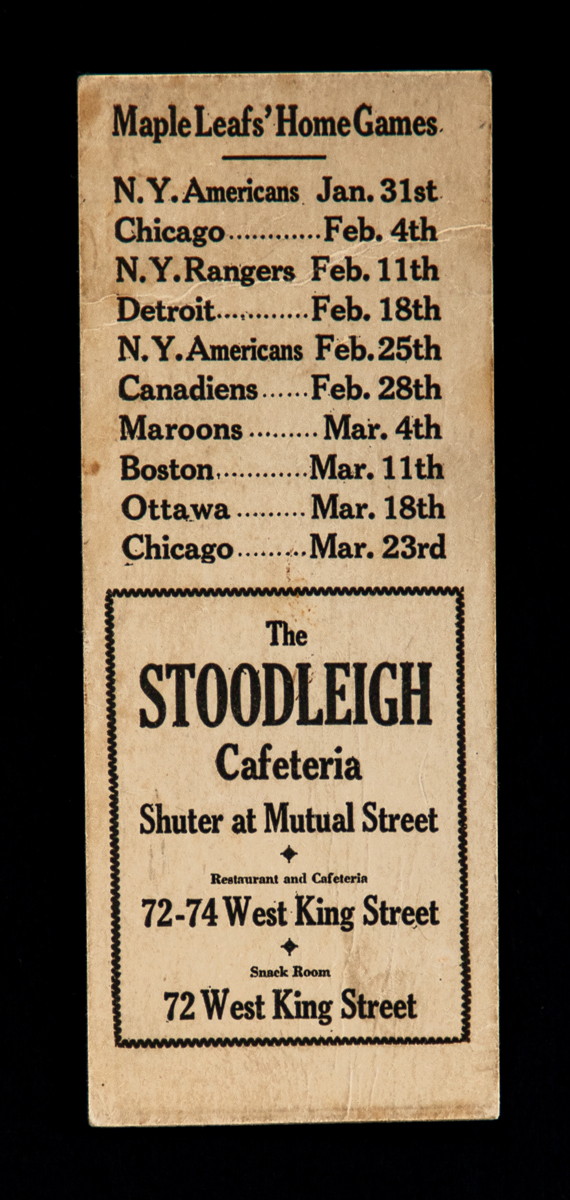 Maple Leafs' Home Games.
N.Y. Americans Jan. 31st
Chicago............Feb. 4th
N.Y. Rangers Feb. 11th
Detroit............Feb. 18th
N.Y. Americans Feb. 25th
Canadiens......Feb. 28th
Maroons.........Mar. 4th
Boston............Mar. 11th
Ottawa.........Mar. 18th
Chicago.........Mar. 23rd
The
STOODLEIGH
Cafeteria
Shuter at Mutual Street
Restaurant and Cafeteria
72-74 West King Street
Snack Room
72 West King Street